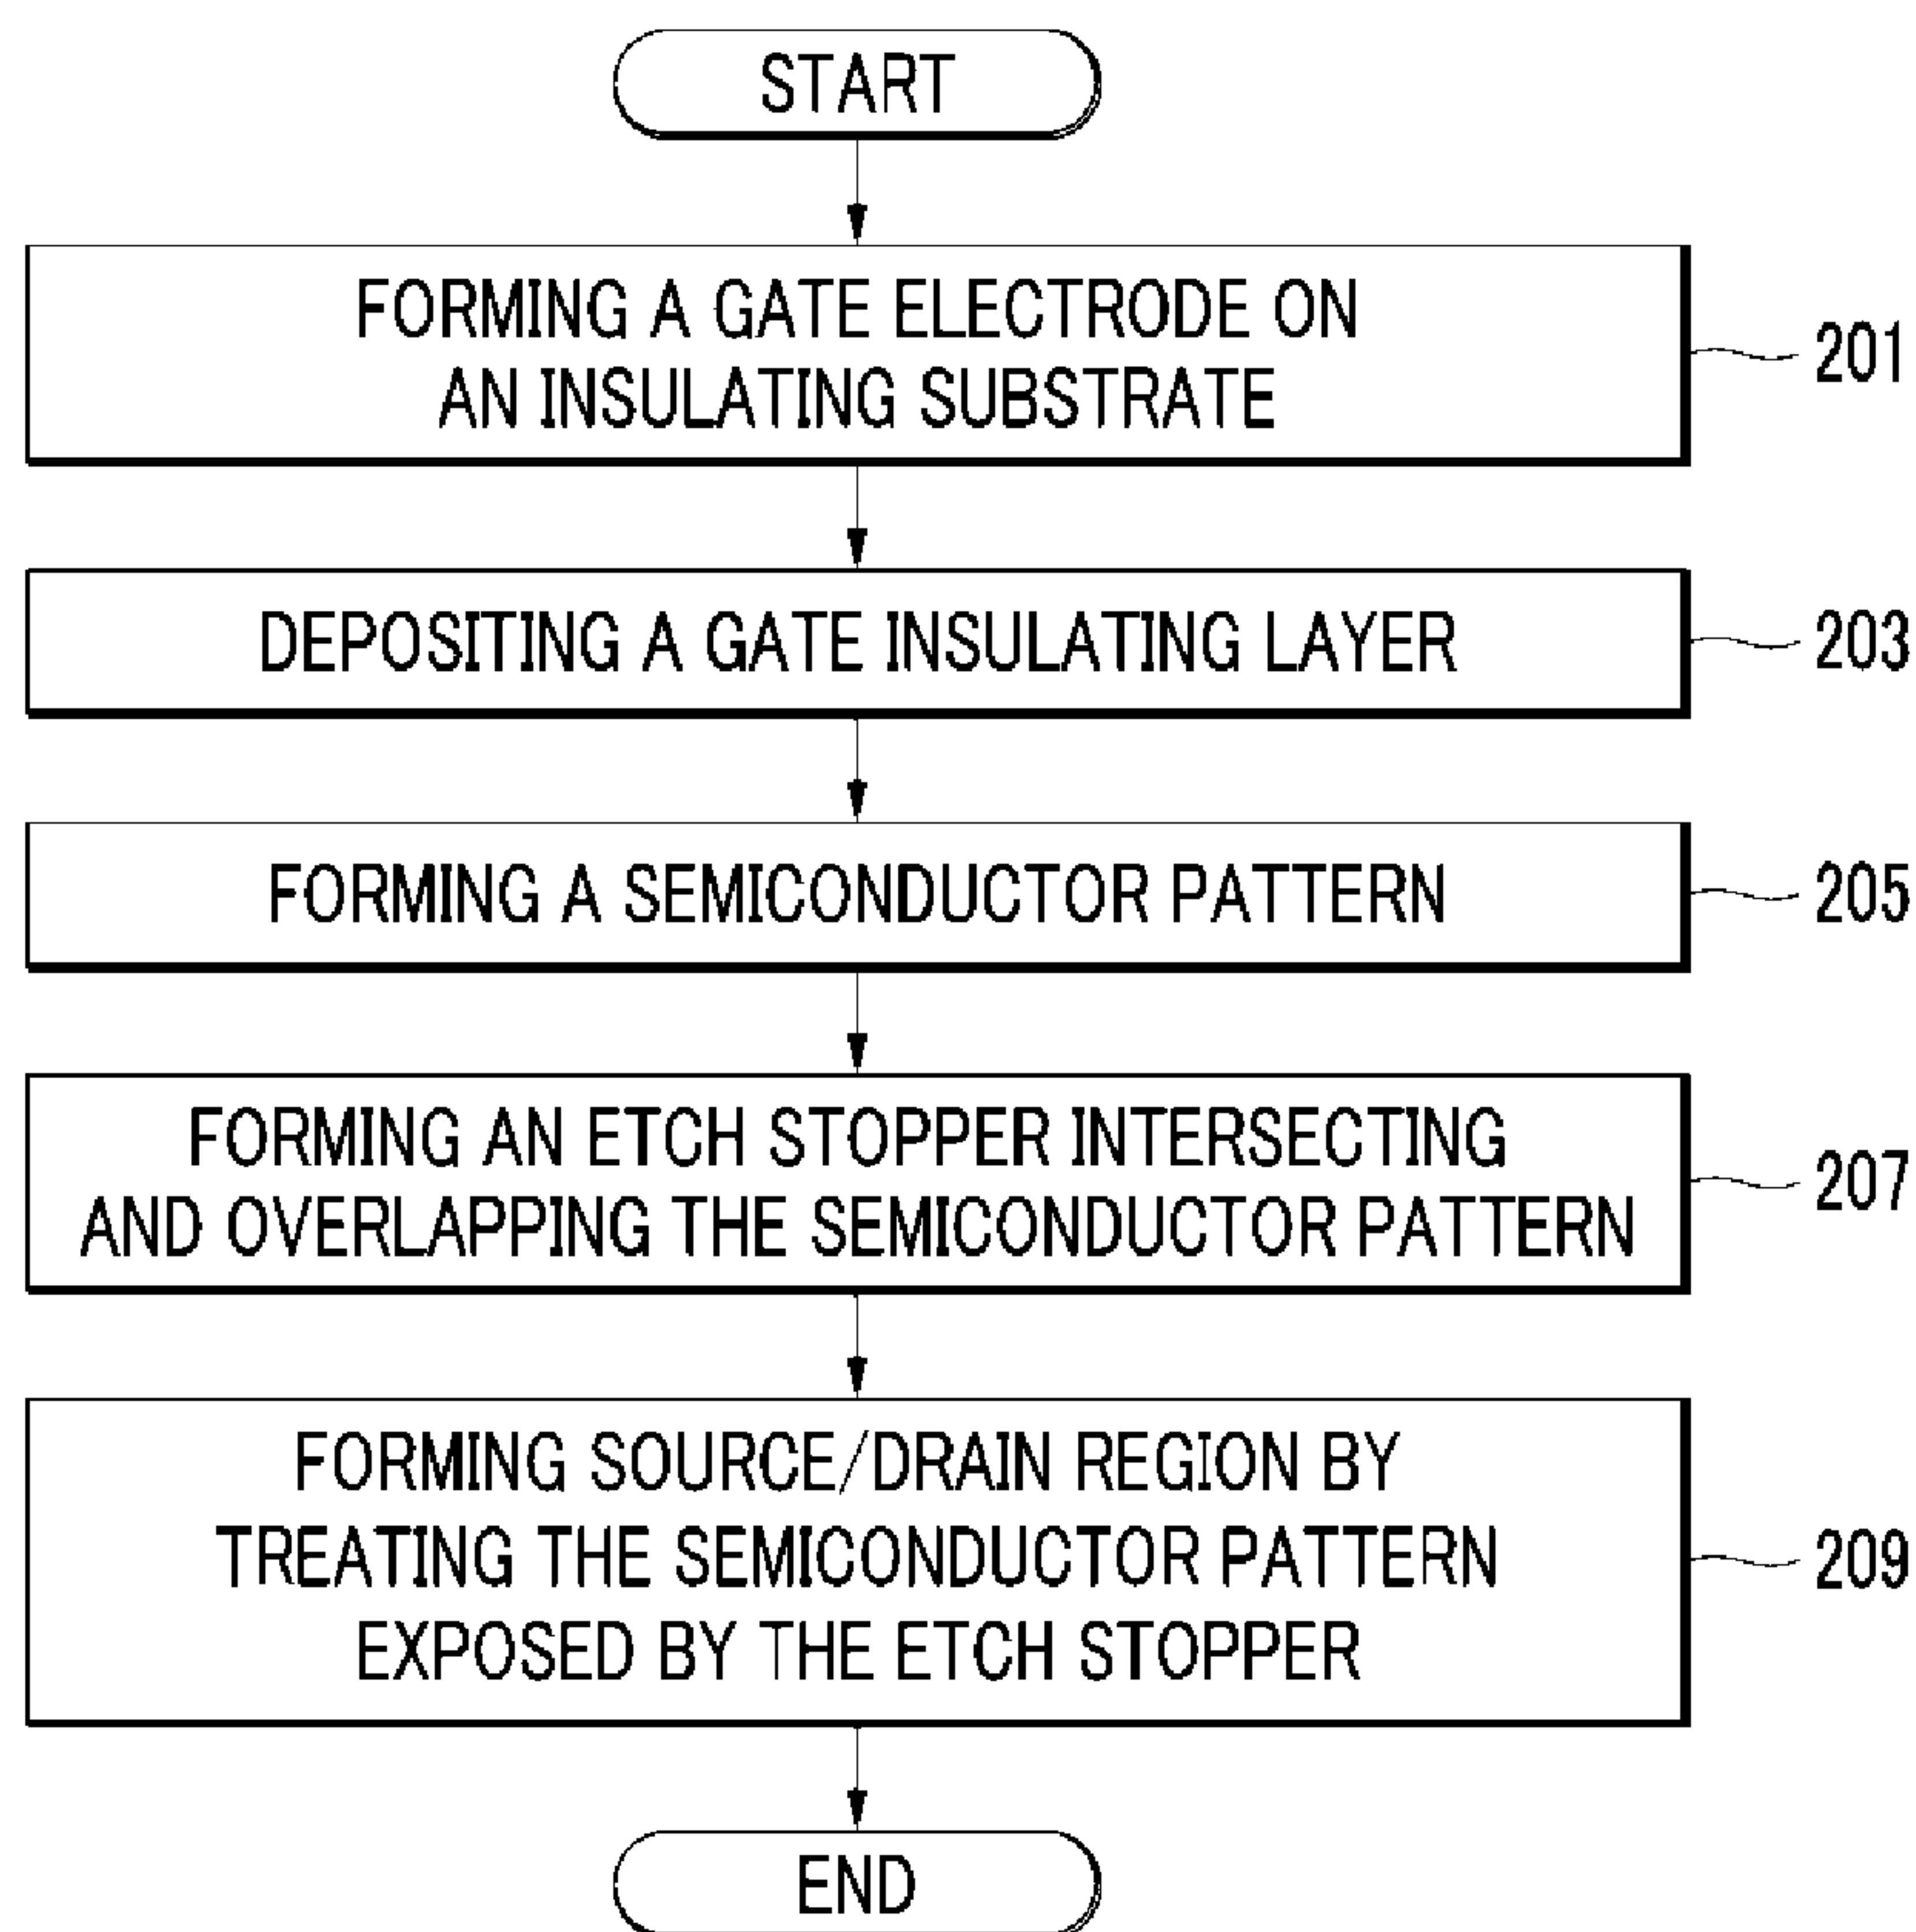 START
FORMING A GATE ELECTRODE ON
AN INSULATING SUBSTRATE
201
DEPOSITING A GATE INSULATING LAYER
203
FORMING A SEMICONDUCTOR PATTERN
205
FORMING AN ETCH STOPPER INTERSECTING
AND OVERLAPPING THE SEMICONDUCTOR PATTERN
207
FORMING SOURCE/DRAIN REGION BY
TREATING THE SEMICONDUCTOR PATTERN
EXPOSED BY THE ETCH STOPPER
209
END